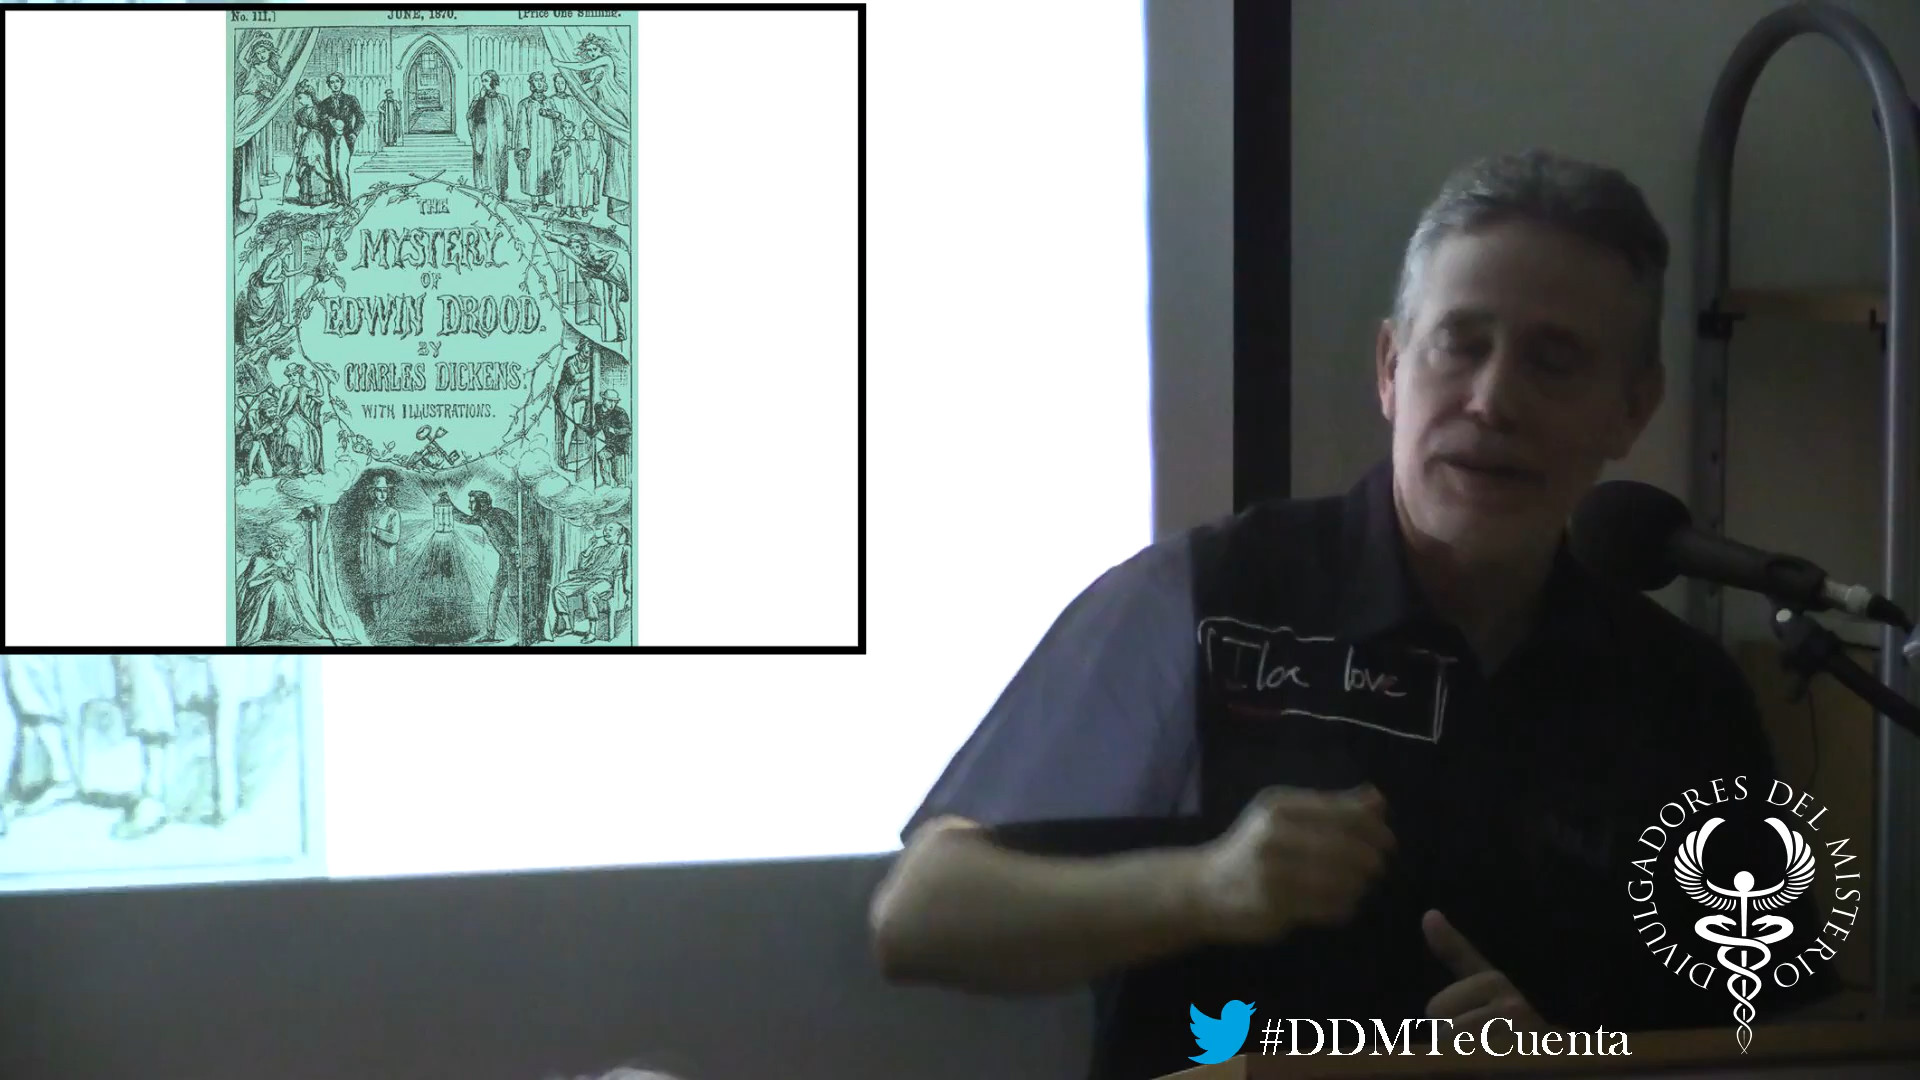 No. III.] JUNE, 1870. [Price One Shilling.
THE
MYSTERY
OF
EDWIN DROOD.
BY
CHARLES DICKENS
WITH ILLUSTRATIONS.
I love
DIVULGADORES DEL MISTERIO
#DDMTeCuenta